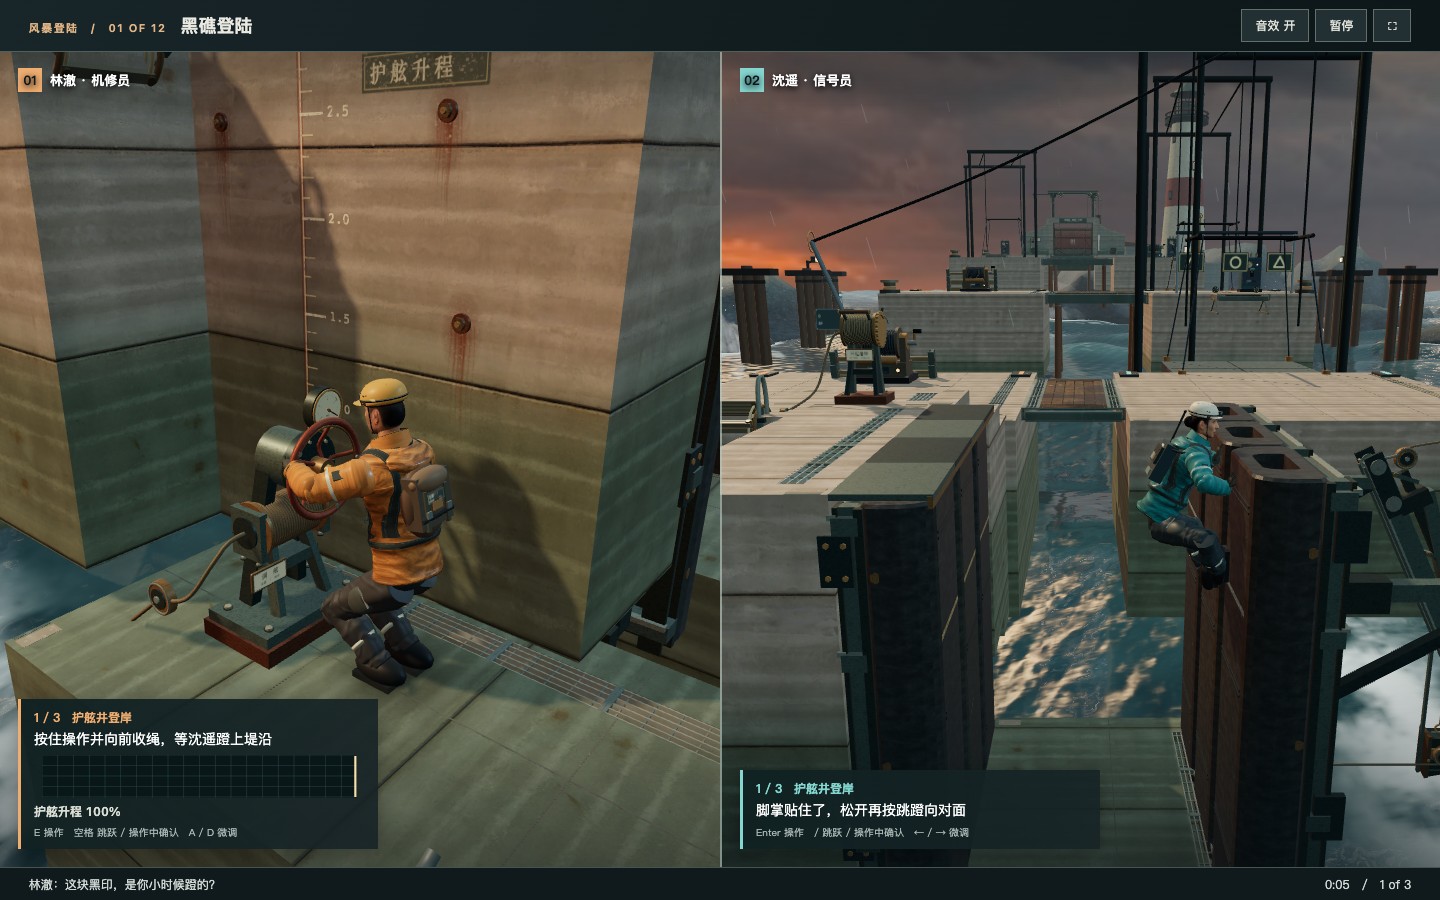 风暴登陆 / 01 OF 12 黑礁登陆
音效 开
暂停
01 林澈 · 机修员
护舷升程
2.5
2.0
1.5
0
02 沈遥 · 信号员
1 / 3 护舷井登岸
按住操作并向前收绳，等沈遥蹬上堤沿
护舷升程 100%
E 操作 空格 跳跃 / 操作中确认 A / D 微调
1 / 3 护舷井登岸
脚掌贴住了，松开再按跳蹬向对面
Enter 操作 / 跳跃 / 操作中确认 ← / → 微调
林澈：这块黑印，是你小时候蹬的？
0:05 / 1 of 3